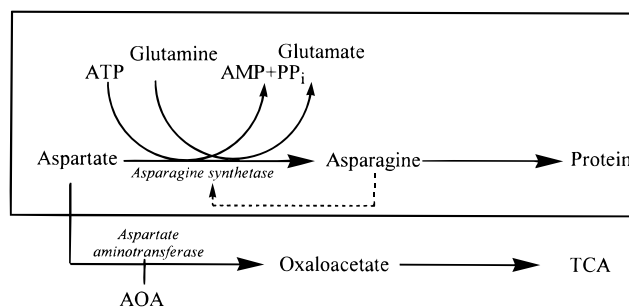 Glutamine Glutamate
ATP AMP+PPi
Aspartate Asparagine Protein
Asparagine synthetase
Aspartate
aminotransferase
Oxaloacetate TCA
AOA